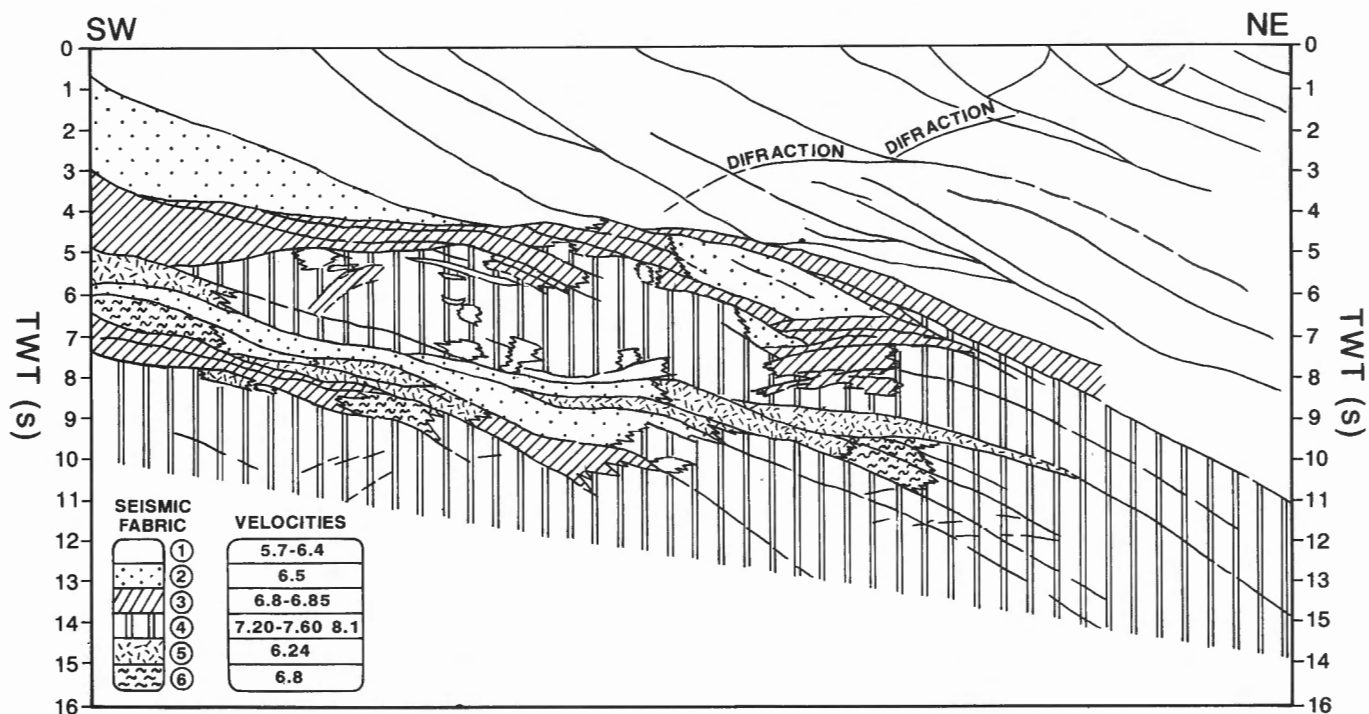 SW NE
0 0
1 1
2 2
3 3
4 4
5 5
6 6
7 7
8 8
9 9
10 10
11 11
12 12
13 13
14 15
15 14
16 16
TWT (s)
TWT (s)
DIFRACTION
DIFRACTION
SEISMIC
FABRIC
VELOCITIES
1 5.7-6.4
2 6.5
3 6.8-6.85
4 7.20-7.60 8.1
5 6.24
6 6.8